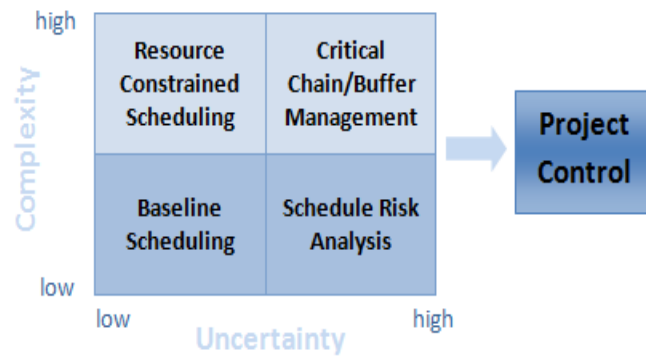 high
Resource
Constrained
Scheduling
Critical
Chain/Buffer
Management
Project
Control
Complexity
Baseline
Scheduling
Schedule Risk
Analysis
low
low
high
Uncertainty